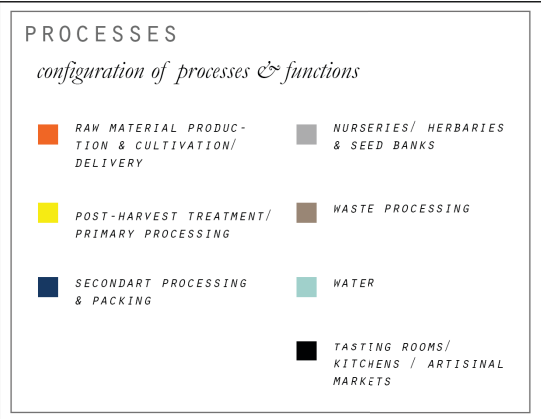 PROCESSES
configuration of processes & functions
RAW MATERIAL PRODUC-
TION & CULTIVATION/
DELIVERY
POST-HARVEST TREATMENT/
PRIMARY PROCESSING
SECONDART PROCESSING
& PACKING
NURSERIES/ HERBARIES
& SEED BANKS
WASTE PROCESSING
WATER
TASTING ROOMS/
KITCHENS / ARTISINAL
MARKETS